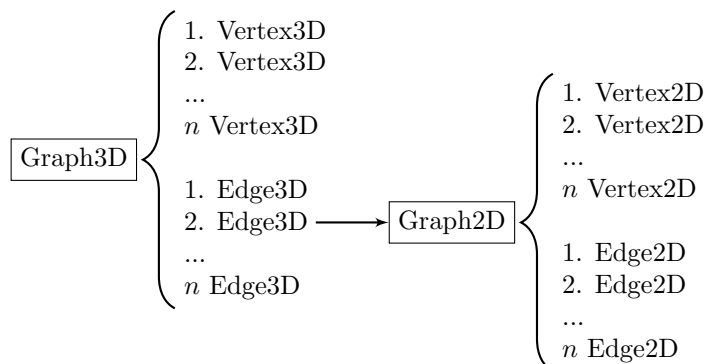 Graph3D
1. Vertex3D
2. Vertex3D
...
n Vertex3D
1. Edge3D
2. Edge3D
...
n Edge3D
Graph2D
1. Vertex2D
2. Vertex2D
...
n Vertex2D
1. Edge2D
2. Edge2D
...
n Edge2D